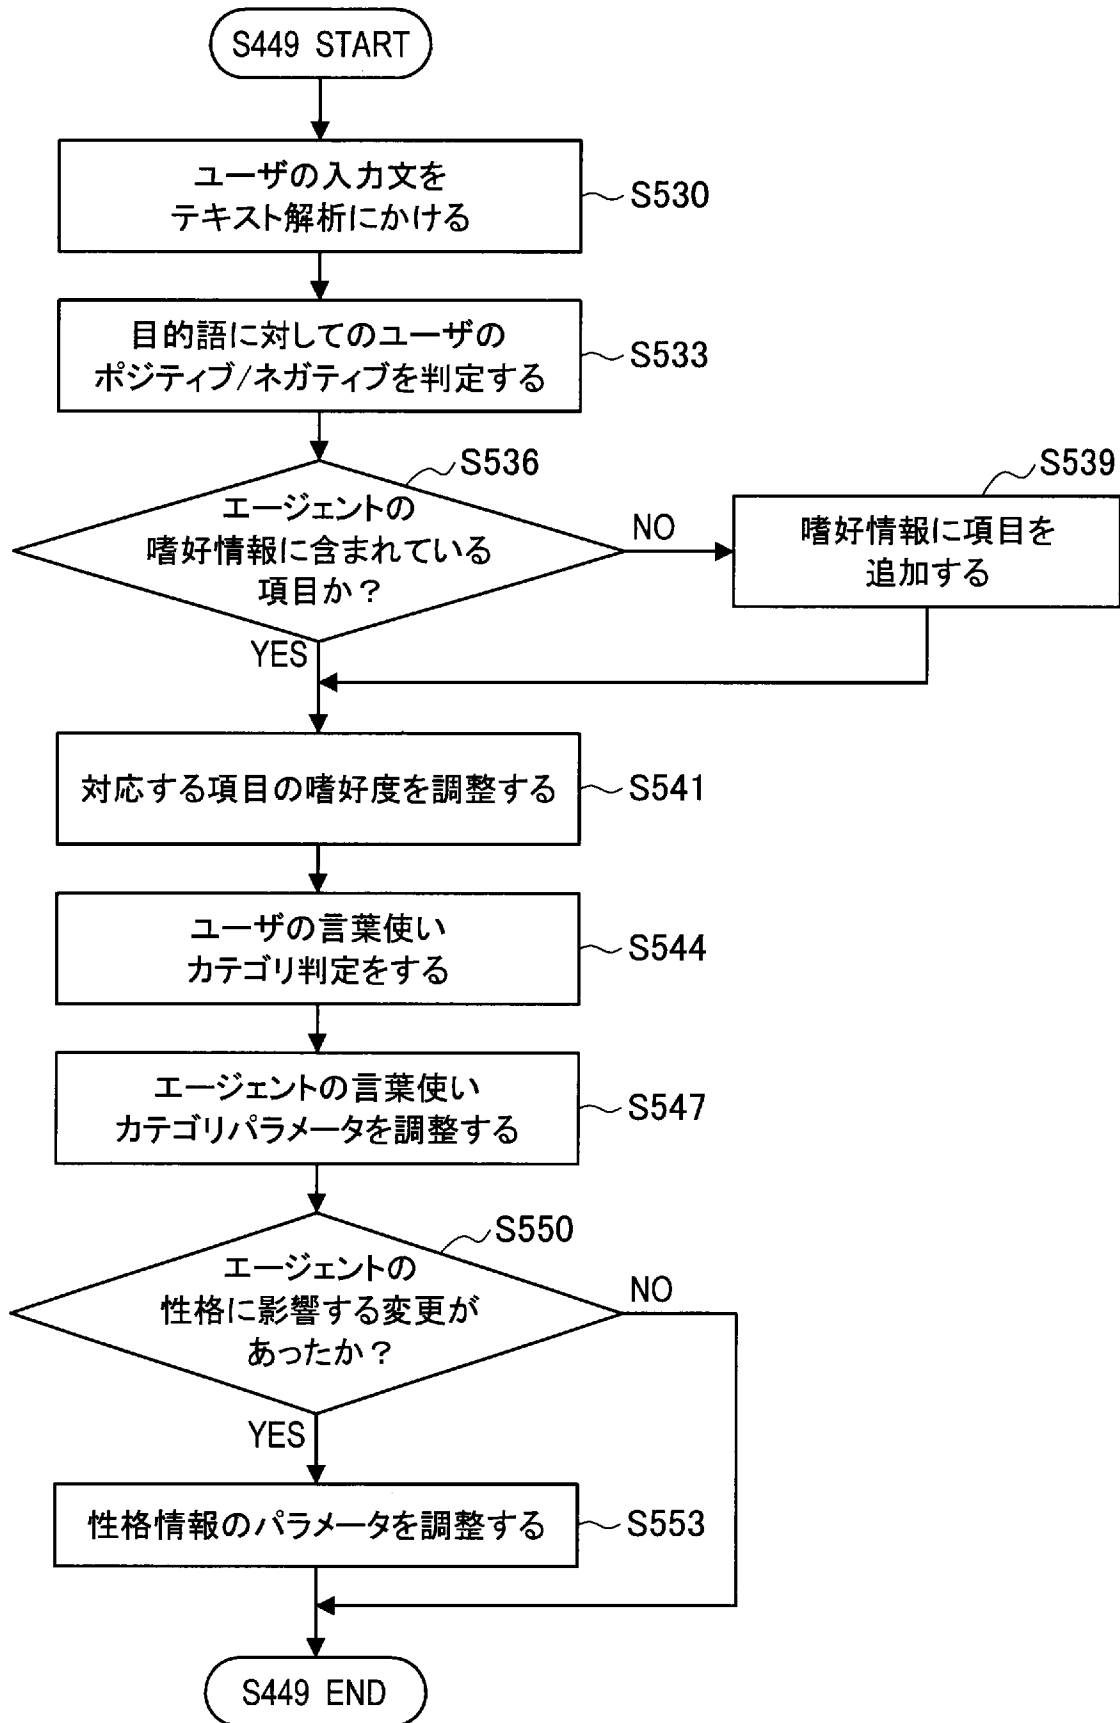 S449 START
ユーザの入力文を
テキスト解析にかける
S530
目的語に対してのユーザの
ポジティブ/ネガティブを判定する
S533
S536
エージェントの
嗜好情報に含まれている
項目か？
NO
YES
S539
嗜好情報に項目を
追加する
対応する項目の嗜好度を調整する
S541
ユーザの言葉使い
カテゴリ判定をする
S544
エージェントの言葉使い
カテゴリパラメータを調整する
S547
S550
エージェントの
性格に影響する変更が
あったか？
NO
YES
性格情報のパラメータを調整する
S553
S449 END